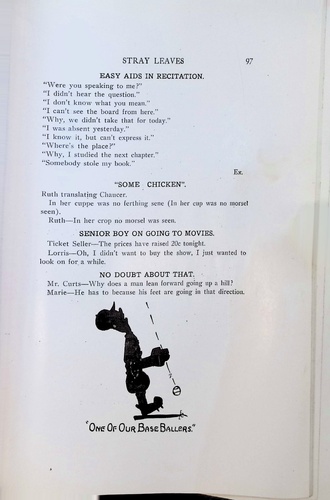 STRAY LEAVES 97
EASY AIDS IN RECITATION.
"Were you speaking to me?"
"I didn't hear the question."
"I don't know what you mean."
"I can't see the board from here."
"Why, we didn't take that for today."
"I was absent yesterday."
"I know it, but can't express it."
"Where's the place?"
"Why, I studied the next chapter."
"Somebody stole my book."
Ex.
"SOME CHICKEN".
Ruth translating Chaucer.
In her cuppe was no ferthing sene (In her cup was no morsel
seen).
Ruth—In her crop no morsel was seen.
SENIOR BOY ON GOING TO MOVIES.
Ticket Seller—The prices have raised 20c tonight.
Lorris—Oh, I didn't want to buy the show, I just wanted to
look on for a while.
NO DOUBT ABOUT THAT.
Mr. Curts—Why does a man lean forward going up a hill?
Marie—He has to because his feet are going in that direction.
"ONE OF OUR BASE BALLERS."